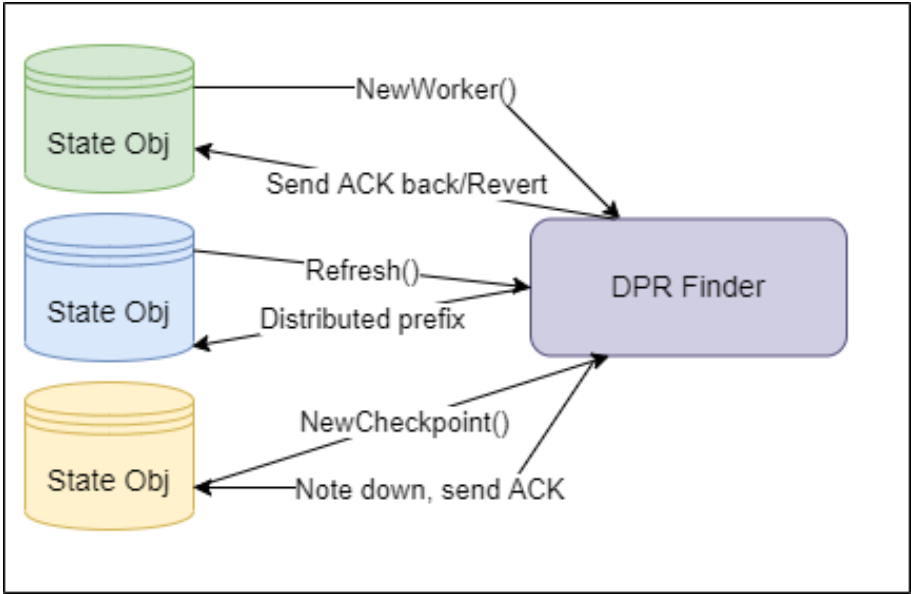 State Obj
NewWorker()
Send ACK back/Revert
State Obj
Refresh()
Distributed prefix
DPR Finder
State Obj
NewCheckpoint()
Note down, send ACK